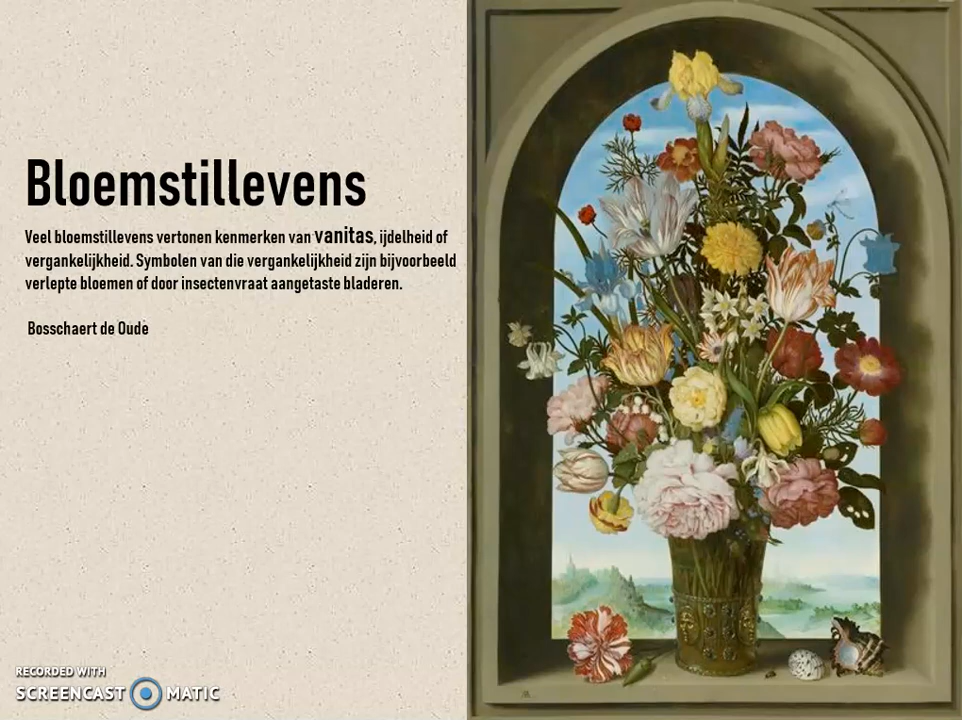 Bloemstillevens
Veel bloemstillevens vertonen kenmerken van vanitas, ijdelheid of
vergankelijkheid. Symbolen van die vergankelijkheid zijn bijvoorbeeld
verlepte bloemen of door insectenvraat aangetaste bladeren.
Bosschaert de Oude
RECORDED WITH
SCREENCAST MATIC